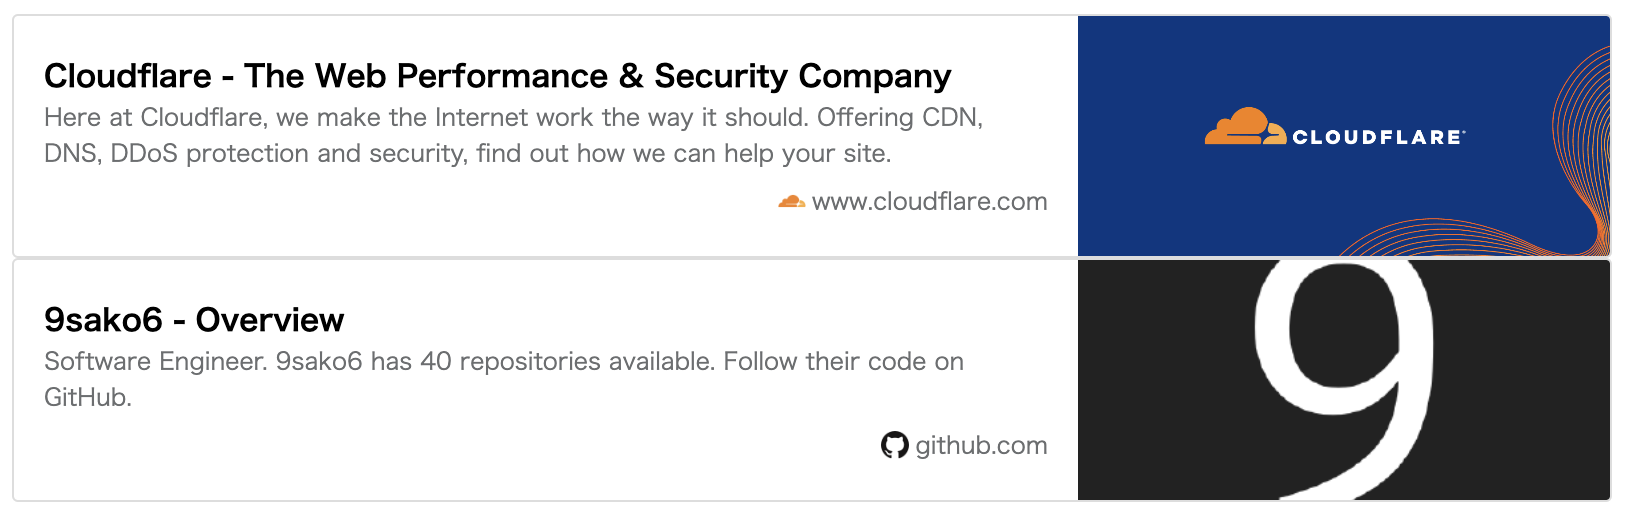 Cloudflare - The Web Performance & Security Company
Here at Cloudflare, we make the Internet work the way it should. Offering CDN,
DNS, DDoS protection and security, find out how we can help your site.
www.cloudflare.com
CLOUDFLARE
9sako6 - Overview
Software Engineer. 9sako6 has 40 repositories available. Follow their code on
GitHub.
github.com
9